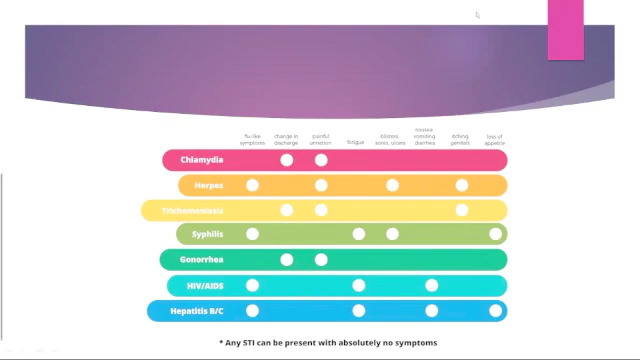 flu-like symptoms
change in discharge
painful urination
fatigue
blisters, sores, ulcers
nausea, vomiting diarrhea
itching genitals
loss of appetite
Chlamydia
Herpes
Trichomoniasis
Syphilis
Gonorrhea
HIV/AIDS
Hepatitis B/C
* Any STI can be present with absolutely no symptoms